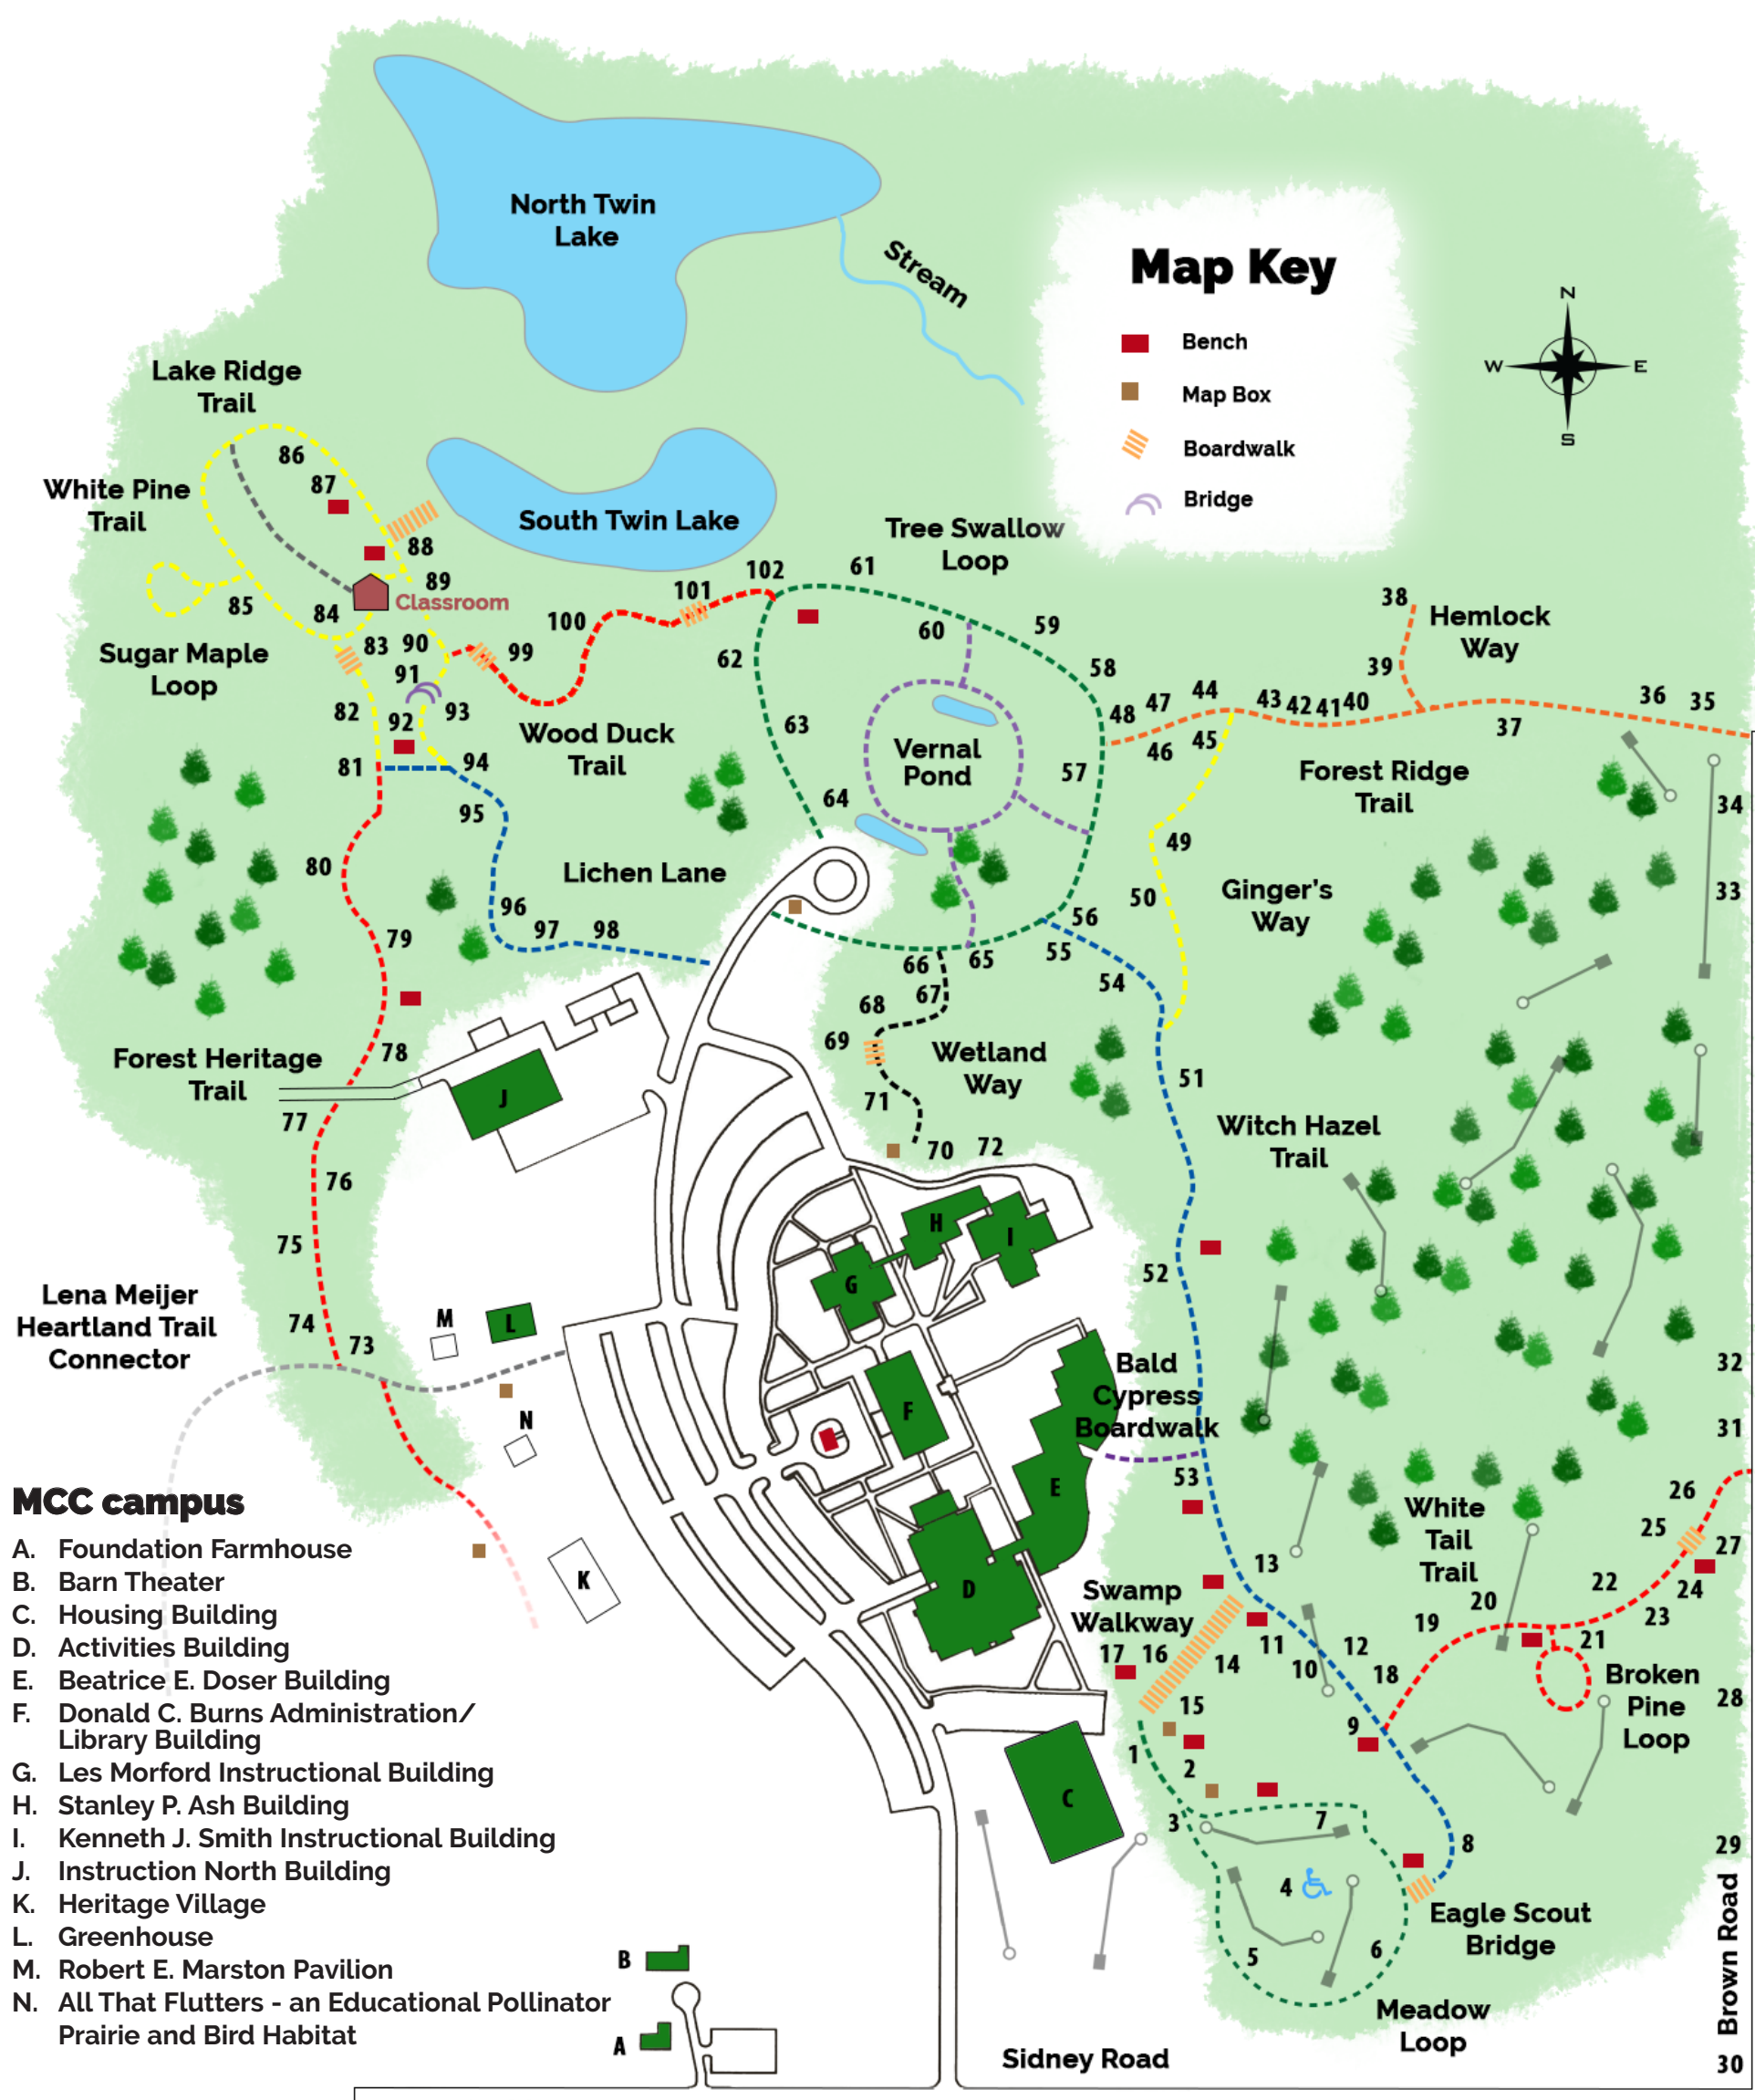 North Twin
Lake
Stream
Map Key
Bench
Map Box
Boardwalk
Bridge
N
W
E
S
Lake Ridge
Trail
86
87
White Pine
Trail
88
89
South Twin Lake
Tree Swallow
Loop
85
84
Classroom
83
90
91
Sugar Maple
Loop
82
92
93
81
94
95
99
100
101
102
61
60
59
58
62
63
64
Wood Duck
Trail
Vernal
Pond
57
48
47
46
44
45
43
42
41
40
38
39
Hemlock
Way
37
36
35
Forest Ridge
Trail
34
33
49
50
Ginger's
Way
80
79
Lichen Lane
96
97
98
56
55
54
65
66
67
68
69
71
Wetland
Way
70
72
51
Witch Hazel
Trail
Forest Heritage
Trail
78
77
76
75
74
73
J
Lena Meijer
Heartland Trail
Connector
M
L
N
K
H
I
G
F
E
D
C
B
A
52
Bald
Cypress
Boardwalk
53
32
31
White
Tail
Trail
26
25
27
24
23
22
20
19
21
13
Swamp
Walkway
17
16
14
11
10
12
18
15
9
Broken
Pine
Loop
28
1
2
3
7
8
29
4
5
6
Eagle Scout
Bridge
Meadow
Loop
Brown Road
30
Sidney Road
MCC campus
A. Foundation Farmhouse
B. Barn Theater
C. Housing Building
D. Activities Building
E. Beatrice E. Doser Building
F. Donald C. Burns Administration/
Library Building
G. Les Morford Instructional Building
H. Stanley P. Ash Building
I. Kenneth J. Smith Instructional Building
J. Instruction North Building
K. Heritage Village
L. Greenhouse
M. Robert E. Marston Pavilion
N. All That Flutters - an Educational Pollinator
Prairie and Bird Habitat